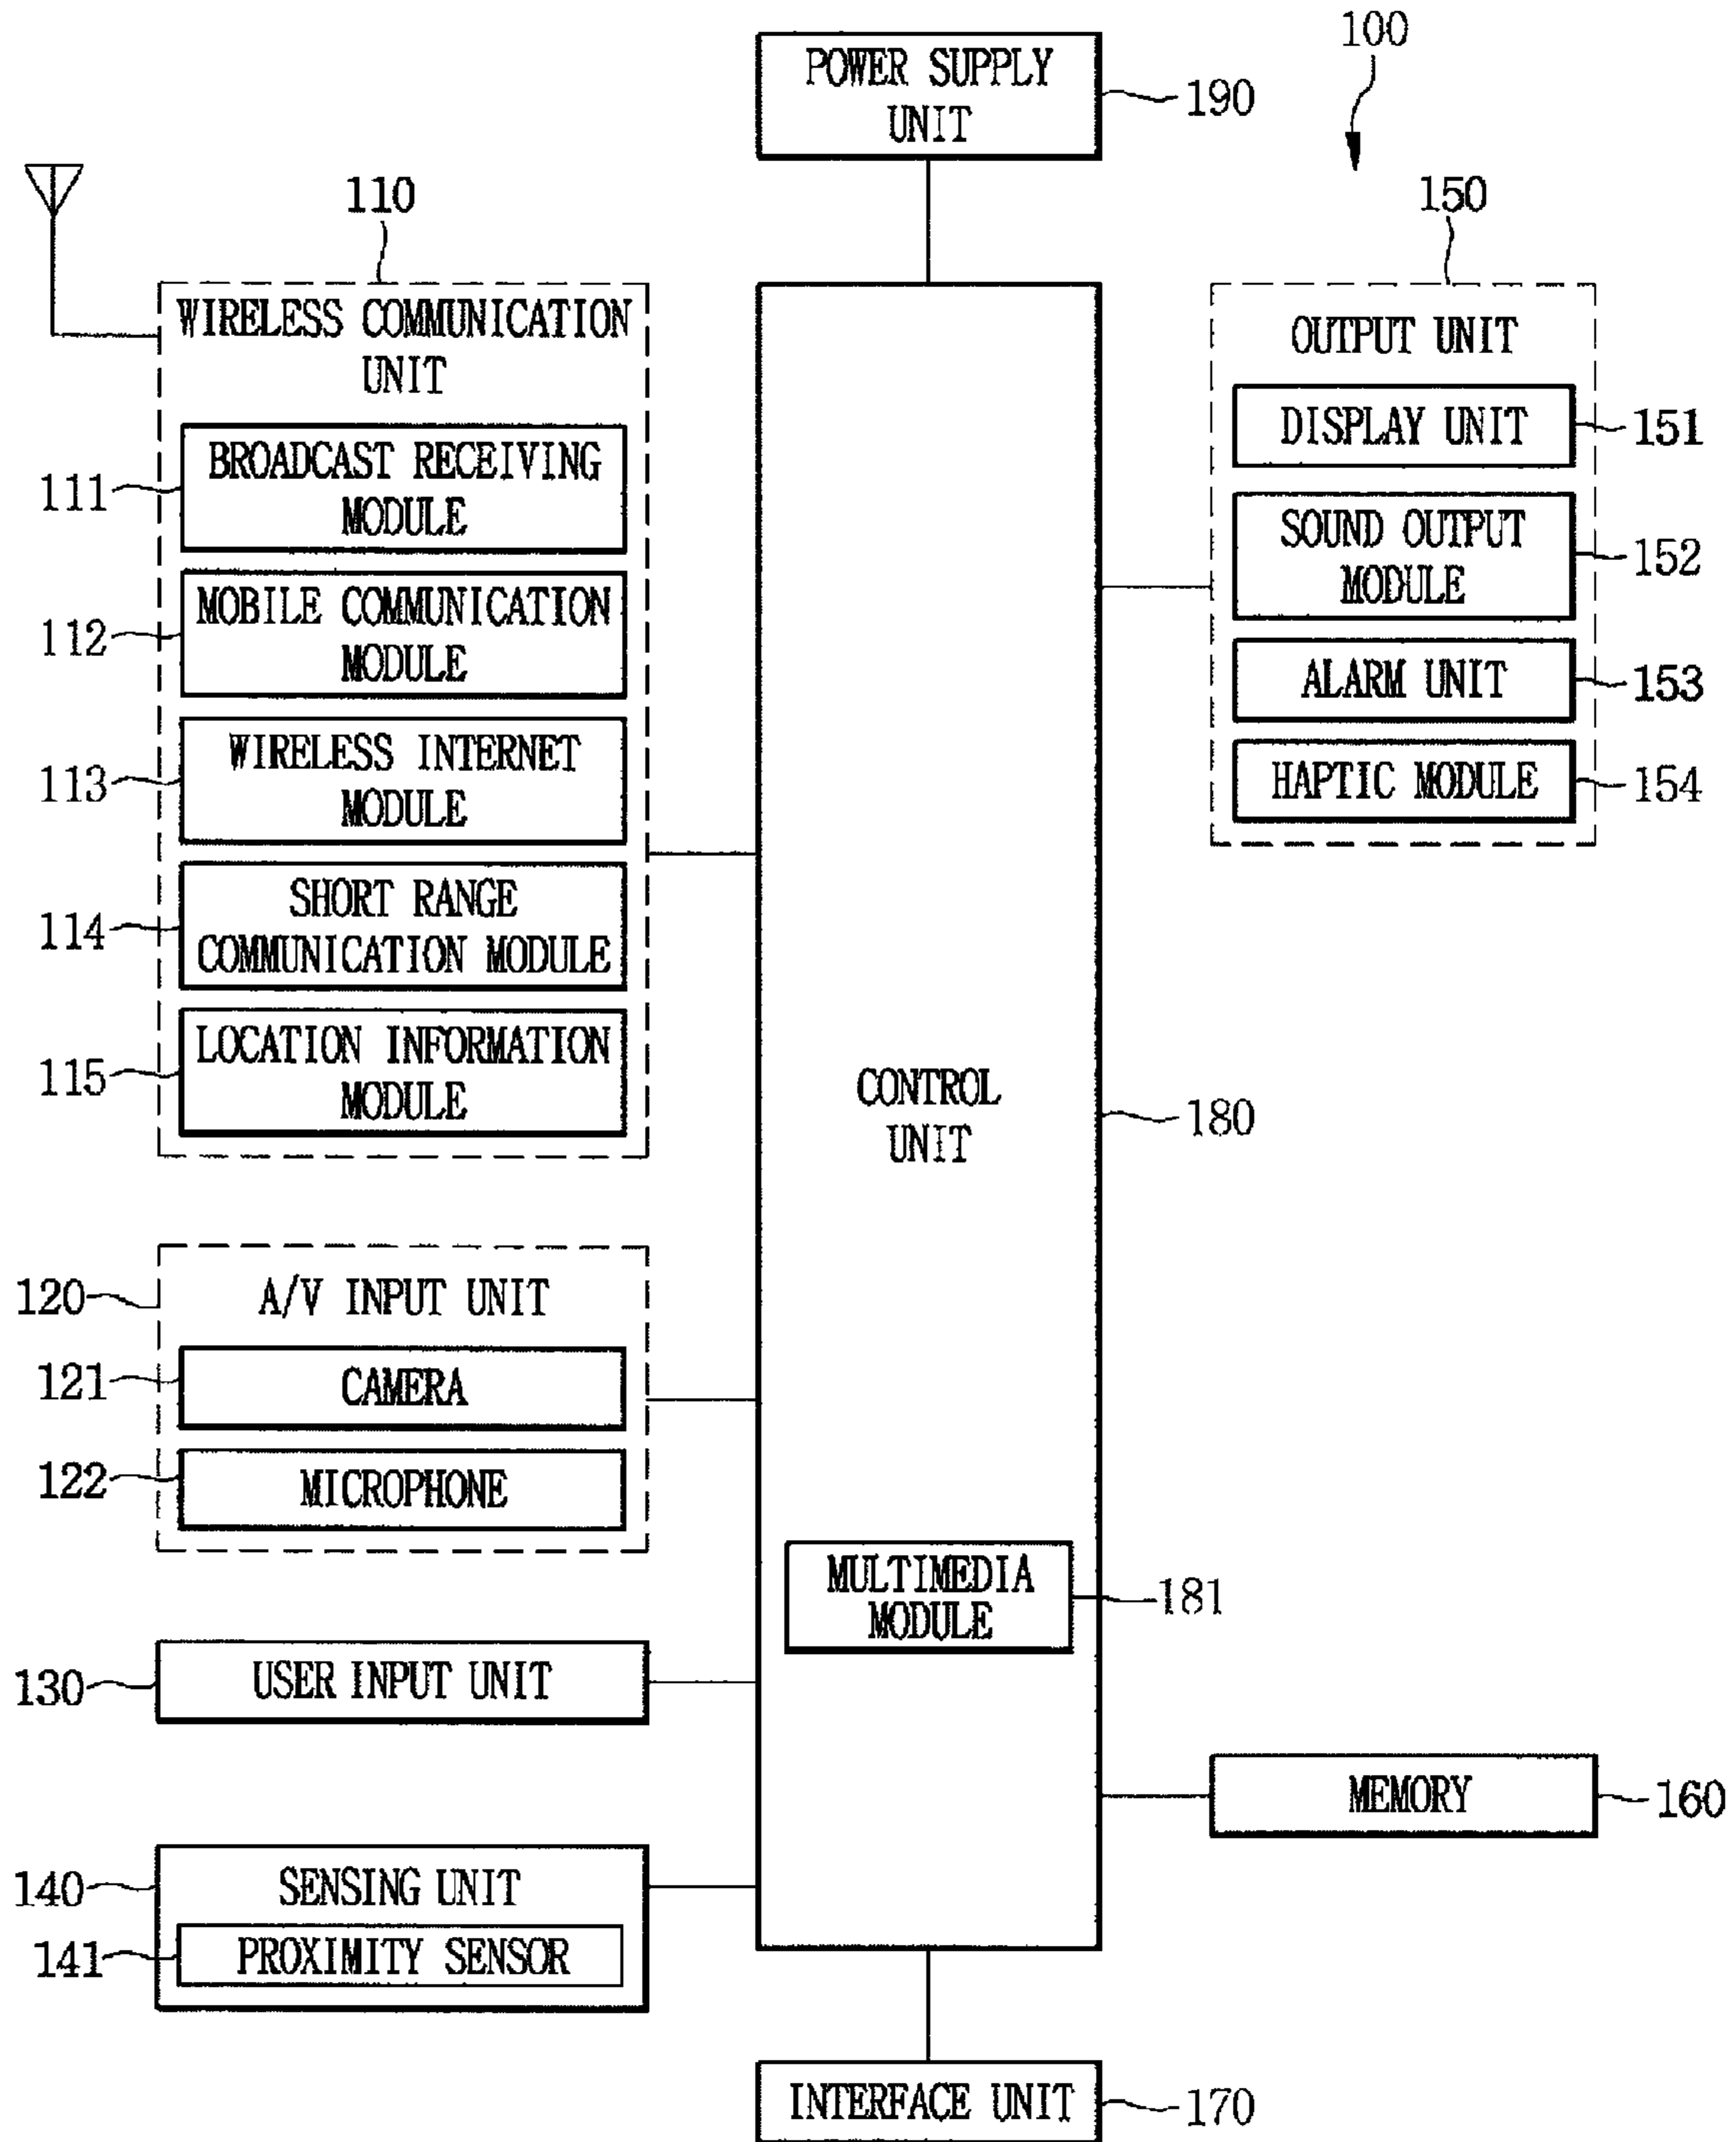 100
POWER SUPPLY
UNIT
190
110
WIRELESS COMMUNICATION
UNIT
111
BROADCAST RECEIVING
MODULE
112
MOBILE COMMUNICATION
MODULE
113
WIRELESS INTERNET
MODULE
114
SHORT RANGE
COMMUNICATION MODULE
115
LOCATION INFORMATION
MODULE
120
A/V INPUT UNIT
121
CAMERA
122
MICROPHONE
130
USER INPUT UNIT
140
SENSING UNIT
141
PROXIMITY SENSOR
CONTROL
UNIT
180
MULTIMEDIA
MODULE
181
150
OUTPUT UNIT
DISPLAY UNIT
151
SOUND OUTPUT
MODULE
152
ALARM UNIT
153
HAPTIC MODULE
154
MEMORY
160
INTERFACE UNIT
170